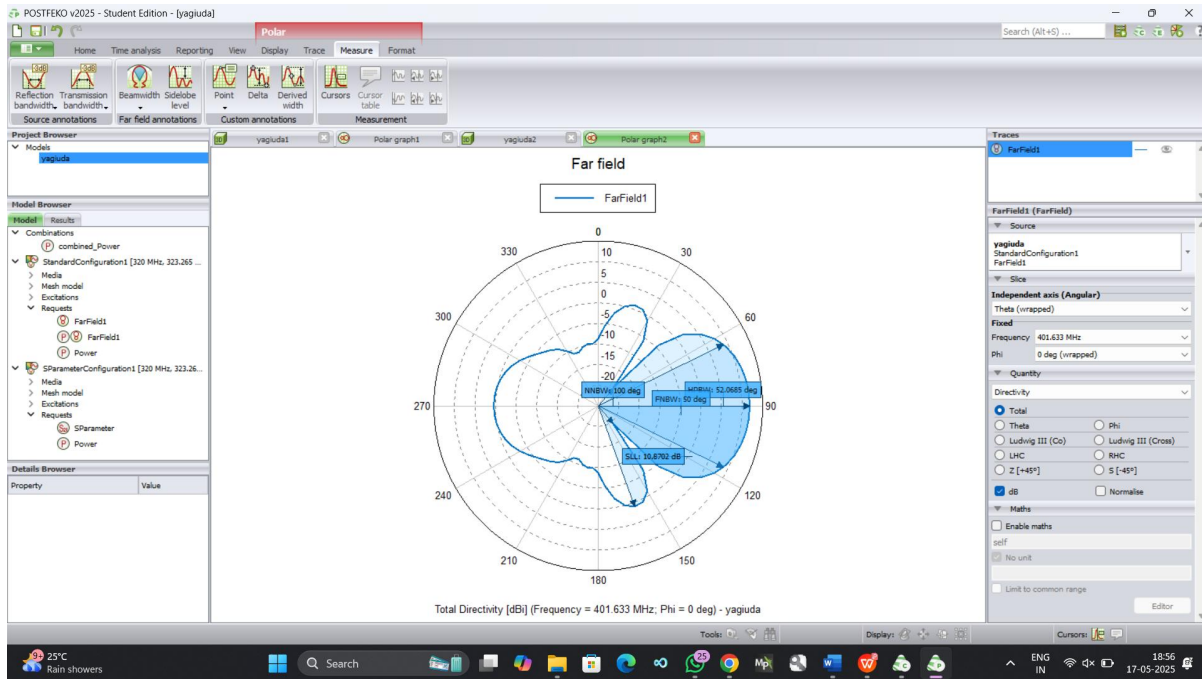 POSTFEKO v2025 - Student Edition - [yagiuda]
Polar
Search (Alt+S) ...
Home Time analysis Reporting View Display Trace Measure Format
Reflection bandwidth Transmission bandwidth Beamwidth Sidelobe level Point Delta Derived width Cursors Cursor table
Source annotations Far field annotations Custom annotations Measurement
Project Browser
Models
yagiuda
Model Browser
Model Results
Combinations
combined_Power
StandardConfiguration1 [320 MHz, 323.265 ...
Media
Mesh model
Excitations
Requests
FarField1
FarField1
Power
SParameterConfiguration1 [320 MHz, 323.26...
Media
Mesh model
Excitations
Requests
SParameter
Power
Details Browser
Property Value
yagiuda1 Polar graph1 yagiuda2 Polar graph2
Far field
FarField1
0
330 10 30
5
0
300 -5 60
-10
-15
-20
NNBW: 100 deg HPBW: 52.0685 deg
FNBW: 50 deg
270 90
SLL: 10.8702 dB
240 120
210 150
180
Total Directivity [dBi] (Frequency = 401.633 MHz; Phi = 0 deg) - yagiuda
Traces
FarField1
FarField1 (FarField)
Source
yagiuda
StandardConfiguration1
FarField1
Slice
Independent axis (Angular)
Theta (wrapped)
Fixed
Frequency 401.633 MHz
Phi 0 deg (wrapped)
Quantity
Directivity
Total
Theta Phi
Ludwig III (Co) Ludwig III (Cross)
LHC RHC
Z [+45°] S [-45°]
dB Normalise
Maths
Enable maths
self
No unit
Limit to common range
Editor
Tools: Display: Cursors:
9+
25°C
Rain showers
Search
25
ENG
IN
18:56
17-05-2025